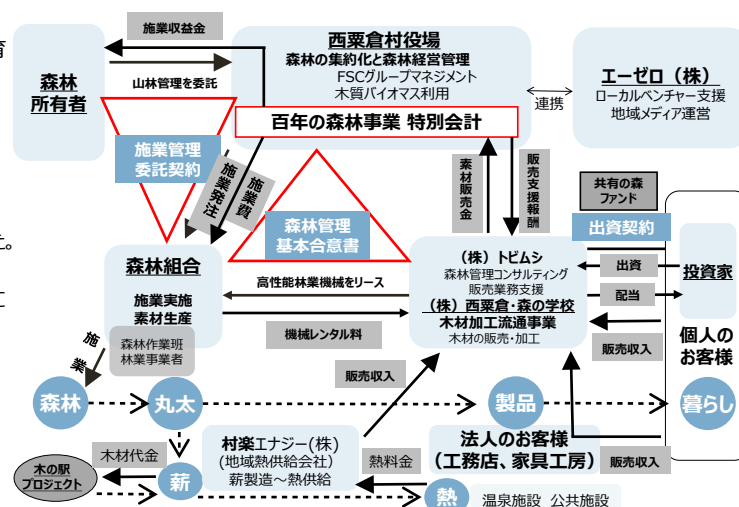 育
た。
に
施業収益金
森林
所有者
山林管理を委託
西粟倉村役場
森林の集約化と森林経営管理
FSCグループマネジメント
木質バイオマス利用
百年の森林事業 特別会計
連携
エーゼロ（株）
ローカルベンチャー支援
地域メディア運営
施業管理
委託契約
施業発注
施業費
森林管理
基本合意書
素材販売金
販売支援報酬
共有の森
ファンド
出資契約
森林組合
施業実施
素材生産
森林作業班
林業事業者
高性能林業機械をリース
機械レンタル料
（株）トビムシ
森林管理コンサルティング
販売業務支援
（株）西粟倉・森の学校
木材加工流通事業
木材の販売・加工
出資
配当
投資家
個人の
お客様
販売収入
施業
販売収入
森林
丸太
製品
暮らし
木材代金
木の駅
プロジェクト
薪
村楽エナジー(株)
(地域熱供給会社)
薪製造～熱供給
熱料金
法人のお客様
(工務店、家具工房)
販売収入
熱
温泉施設 公共施設